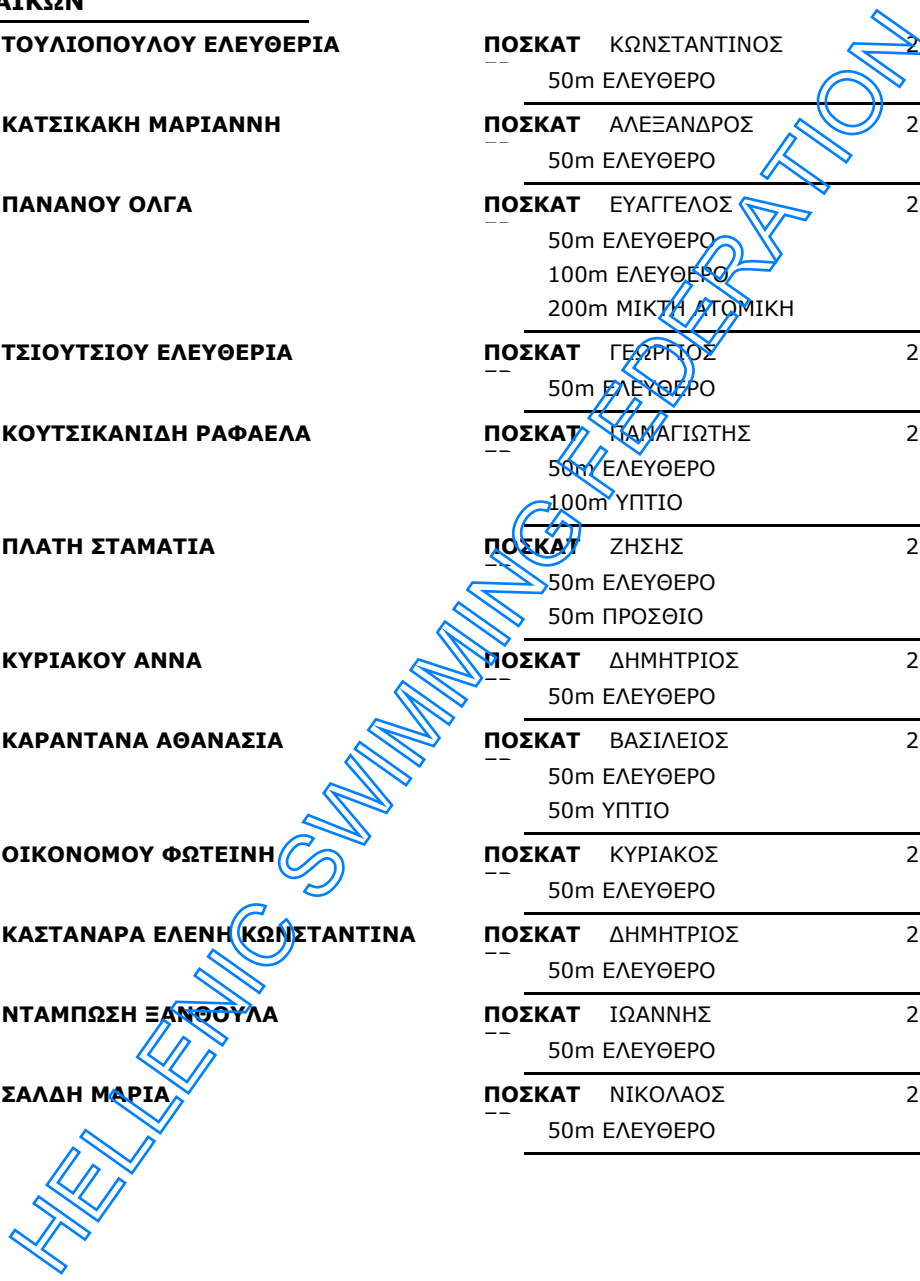 ΤΟΥΛΙΟΠΟΥΛΟΥ ΕΛΕΥΘΕΡΙΑ ΠΟΣΚΑΤ ΚΩΝΣΤΑΝΤΙΝΟΣ 2
50m ΕΛΕΥΘΕΡΟ
ΚΑΤΣΙΚΑΚΗ ΜΑΡΙΑΝΝΗ ΠΟΣΚΑΤ ΑΛΕΞΑΝΔΡΟΣ 2
50m ΕΛΕΥΘΕΡΟ
ΠΑΝΑΝΟΥ ΟΛΓΑ ΠΟΣΚΑΤ ΕΥΑΓΓΕΛΟΣ 2
50m ΕΛΕΥΘΕΡΟ
100m ΕΛΕΥΘΕΡΟ
200m ΜΙΚΤΗ ΑΤΟΜΙΚΗ
ΤΣΙΟΥΤΣΙΟΥ ΕΛΕΥΘΕΡΙΑ ΠΟΣΚΑΤ ΓΕΩΡΓΙΟΣ 2
50m ΕΛΕΥΘΕΡΟ
ΚΟΥΤΣΙΚΑΝΙΔΗ ΡΑΦΑΕΛΑ ΠΟΣΚΑΤ ΠΑΝΑΓΙΩΤΗΣ 2
50m ΕΛΕΥΘΕΡΟ
100m ΥΠΤΙΟ
ΠΛΑΤΗ ΣΤΑΜΑΤΙΑ ΠΟΣΚΑΤ ΖΗΣΗΣ 2
50m ΕΛΕΥΘΕΡΟ
50m ΠΡΟΣΘΙΟ
ΚΥΡΙΑΚΟΥ ΑΝΝΑ ΠΟΣΚΑΤ ΔΗΜΗΤΡΙΟΣ 2
50m ΕΛΕΥΘΕΡΟ
ΚΑΡΑΝΤΑΝΑ ΑΘΑΝΑΣΙΑ ΠΟΣΚΑΤ ΒΑΣΙΛΕΙΟΣ 2
50m ΕΛΕΥΘΕΡΟ
50m ΥΠΤΙΟ
ΟΙΚΟΝΟΜΟΥ ΦΩΤΕΙΝΗ ΠΟΣΚΑΤ ΚΥΡΙΑΚΟΣ 2
50m ΕΛΕΥΘΕΡΟ
ΚΑΣΤΑΝΑΡΑ ΕΛΕΝΗ ΚΩΝΣΤΑΝΤΙΝΑ ΠΟΣΚΑΤ ΔΗΜΗΤΡΙΟΣ 2
50m ΕΛΕΥΘΕΡΟ
ΝΤΑΜΠΩΣΗ ΞΑΝΘΟΥΛΑ ΠΟΣΚΑΤ ΙΩΑΝΝΗΣ 2
50m ΕΛΕΥΘΕΡΟ
ΣΑΛΔΗ ΜΑΡΙΑ ΠΟΣΚΑΤ ΝΙΚΟΛΑΟΣ 2
50m ΕΛΕΥΘΕΡΟ
HELLENIC SWIMMING FEDERATION